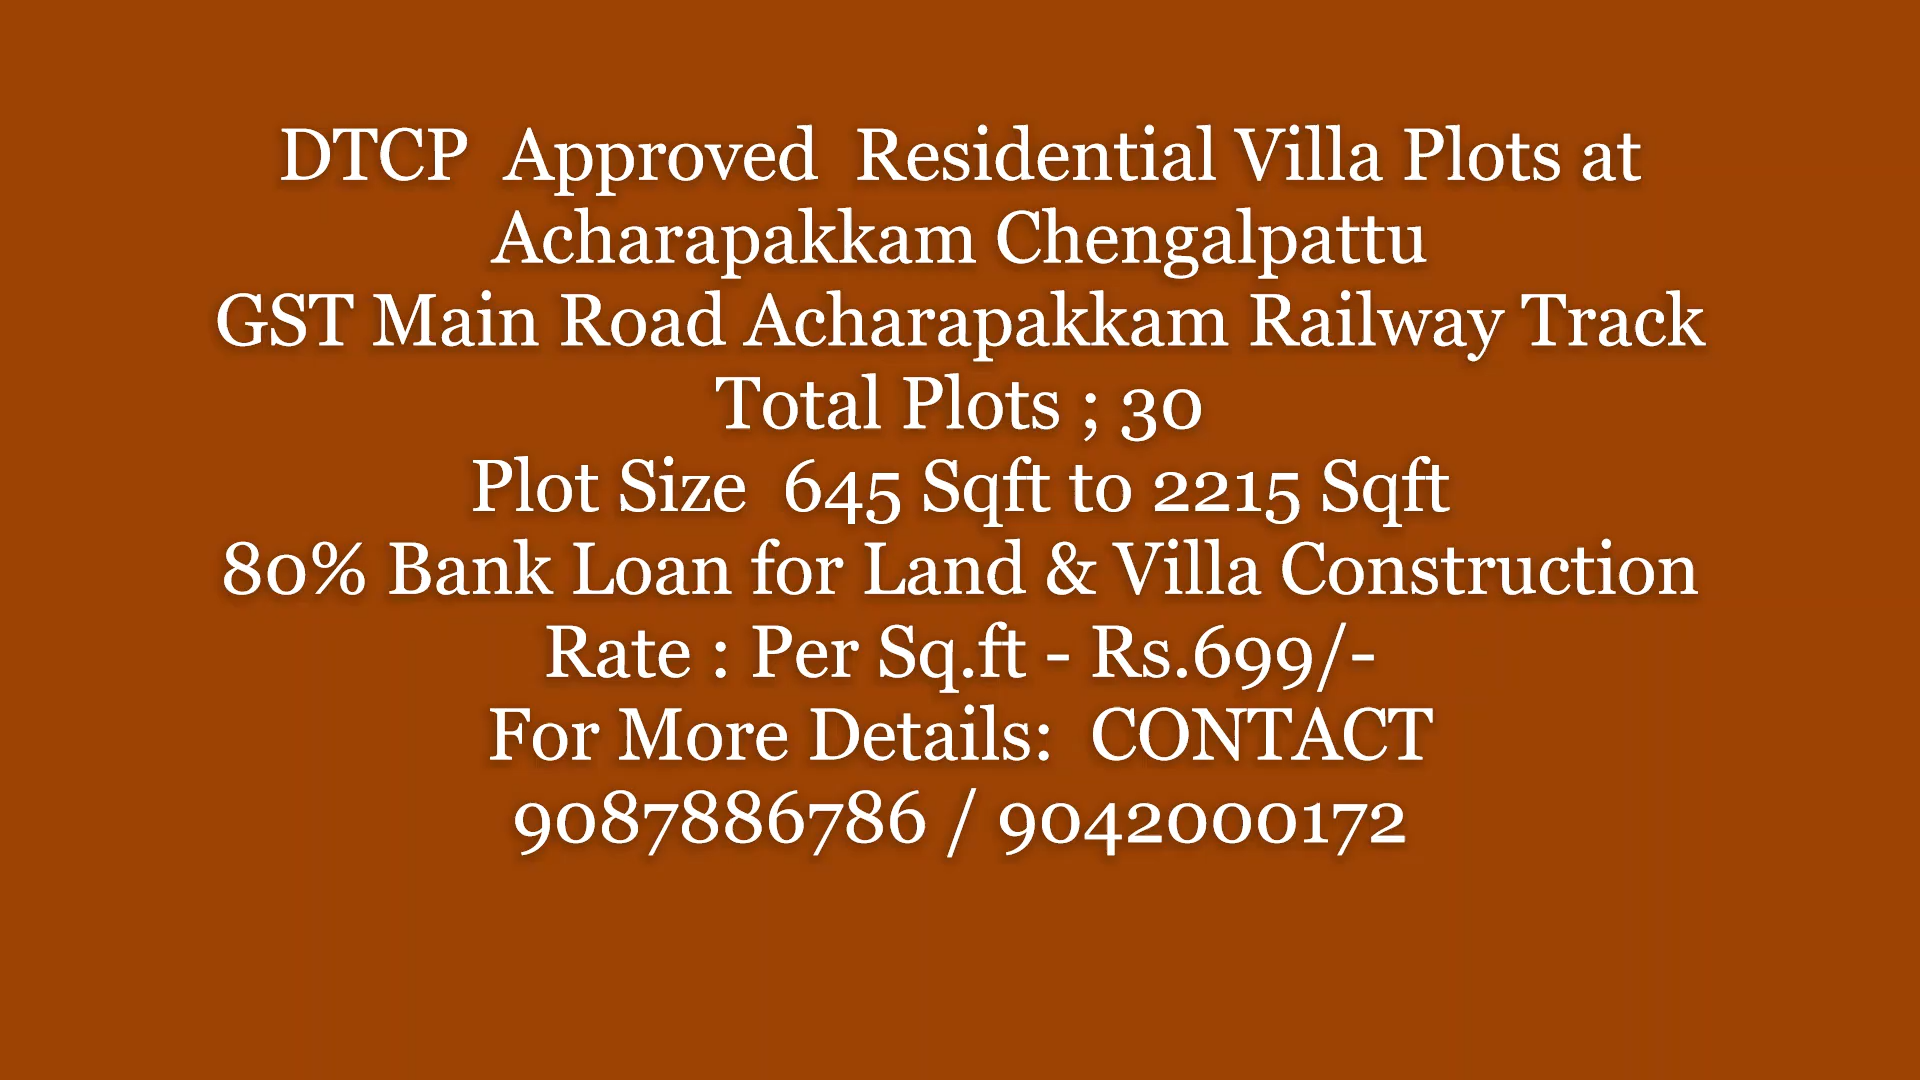 DTCP  Approved  Residential Villa Plots at
Acharapakkam Chengalpattu
GST Main Road Acharapakkam Railway Track
Total Plots ; 30
Plot Size  645 Sqft to 2215 Sqft
80% Bank Loan for Land & Villa Construction
Rate : Per Sq.ft - Rs.699/-
For More Details:  CONTACT
9087886786 / 9042000172